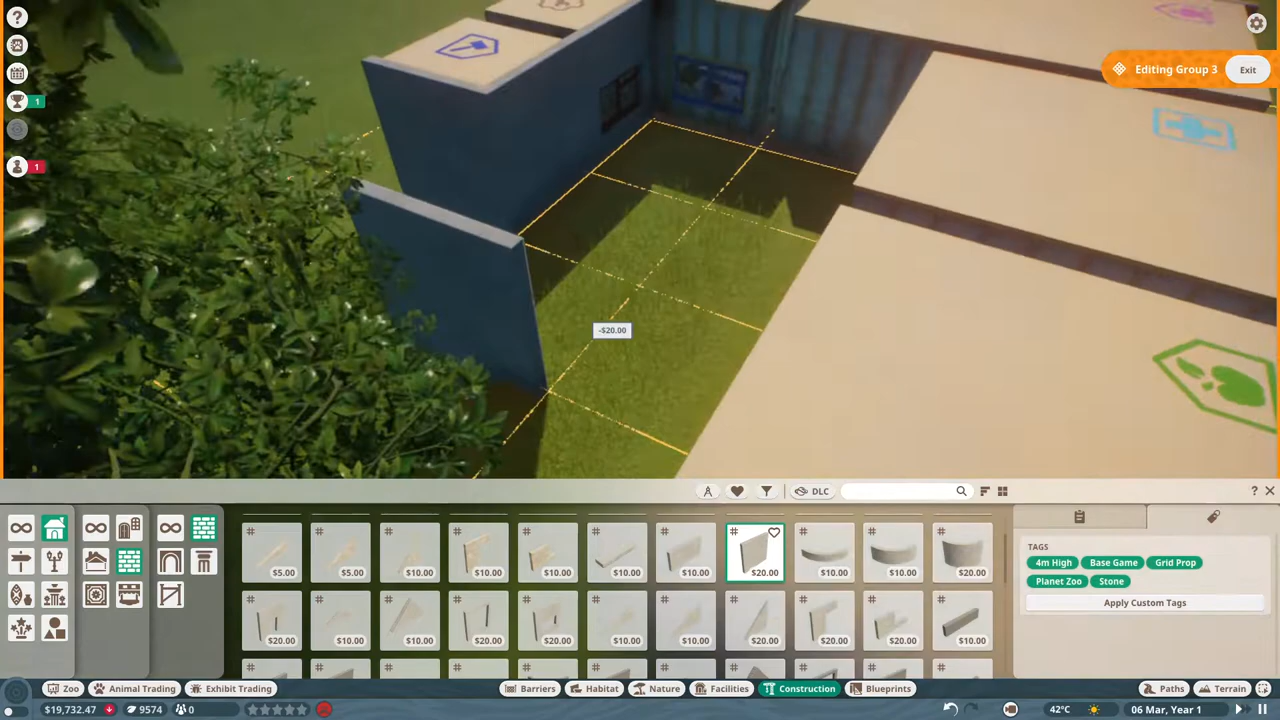 Editing Group 3
Exit
1
1
-$20.00
DLC
?
$5.00 $5.00 $10.00 $10.00 $10.00 $10.00 $10.00 $20.00 $10.00 $10.00 $20.00
$20.00 $10.00 $10.00 $20.00 $20.00 $10.00 $10.00 $20.00 $20.00 $20.00 $10.00
TAGS
4m High Base Game Grid Prop
Planet Zoo Stone
Apply Custom Tags
Zoo Animal Trading Exhibit Trading Barriers Habitat Nature Facilities Construction Blueprints Paths Terrain
$19,732.47 9574 0 42°C 06 Mar, Year 1